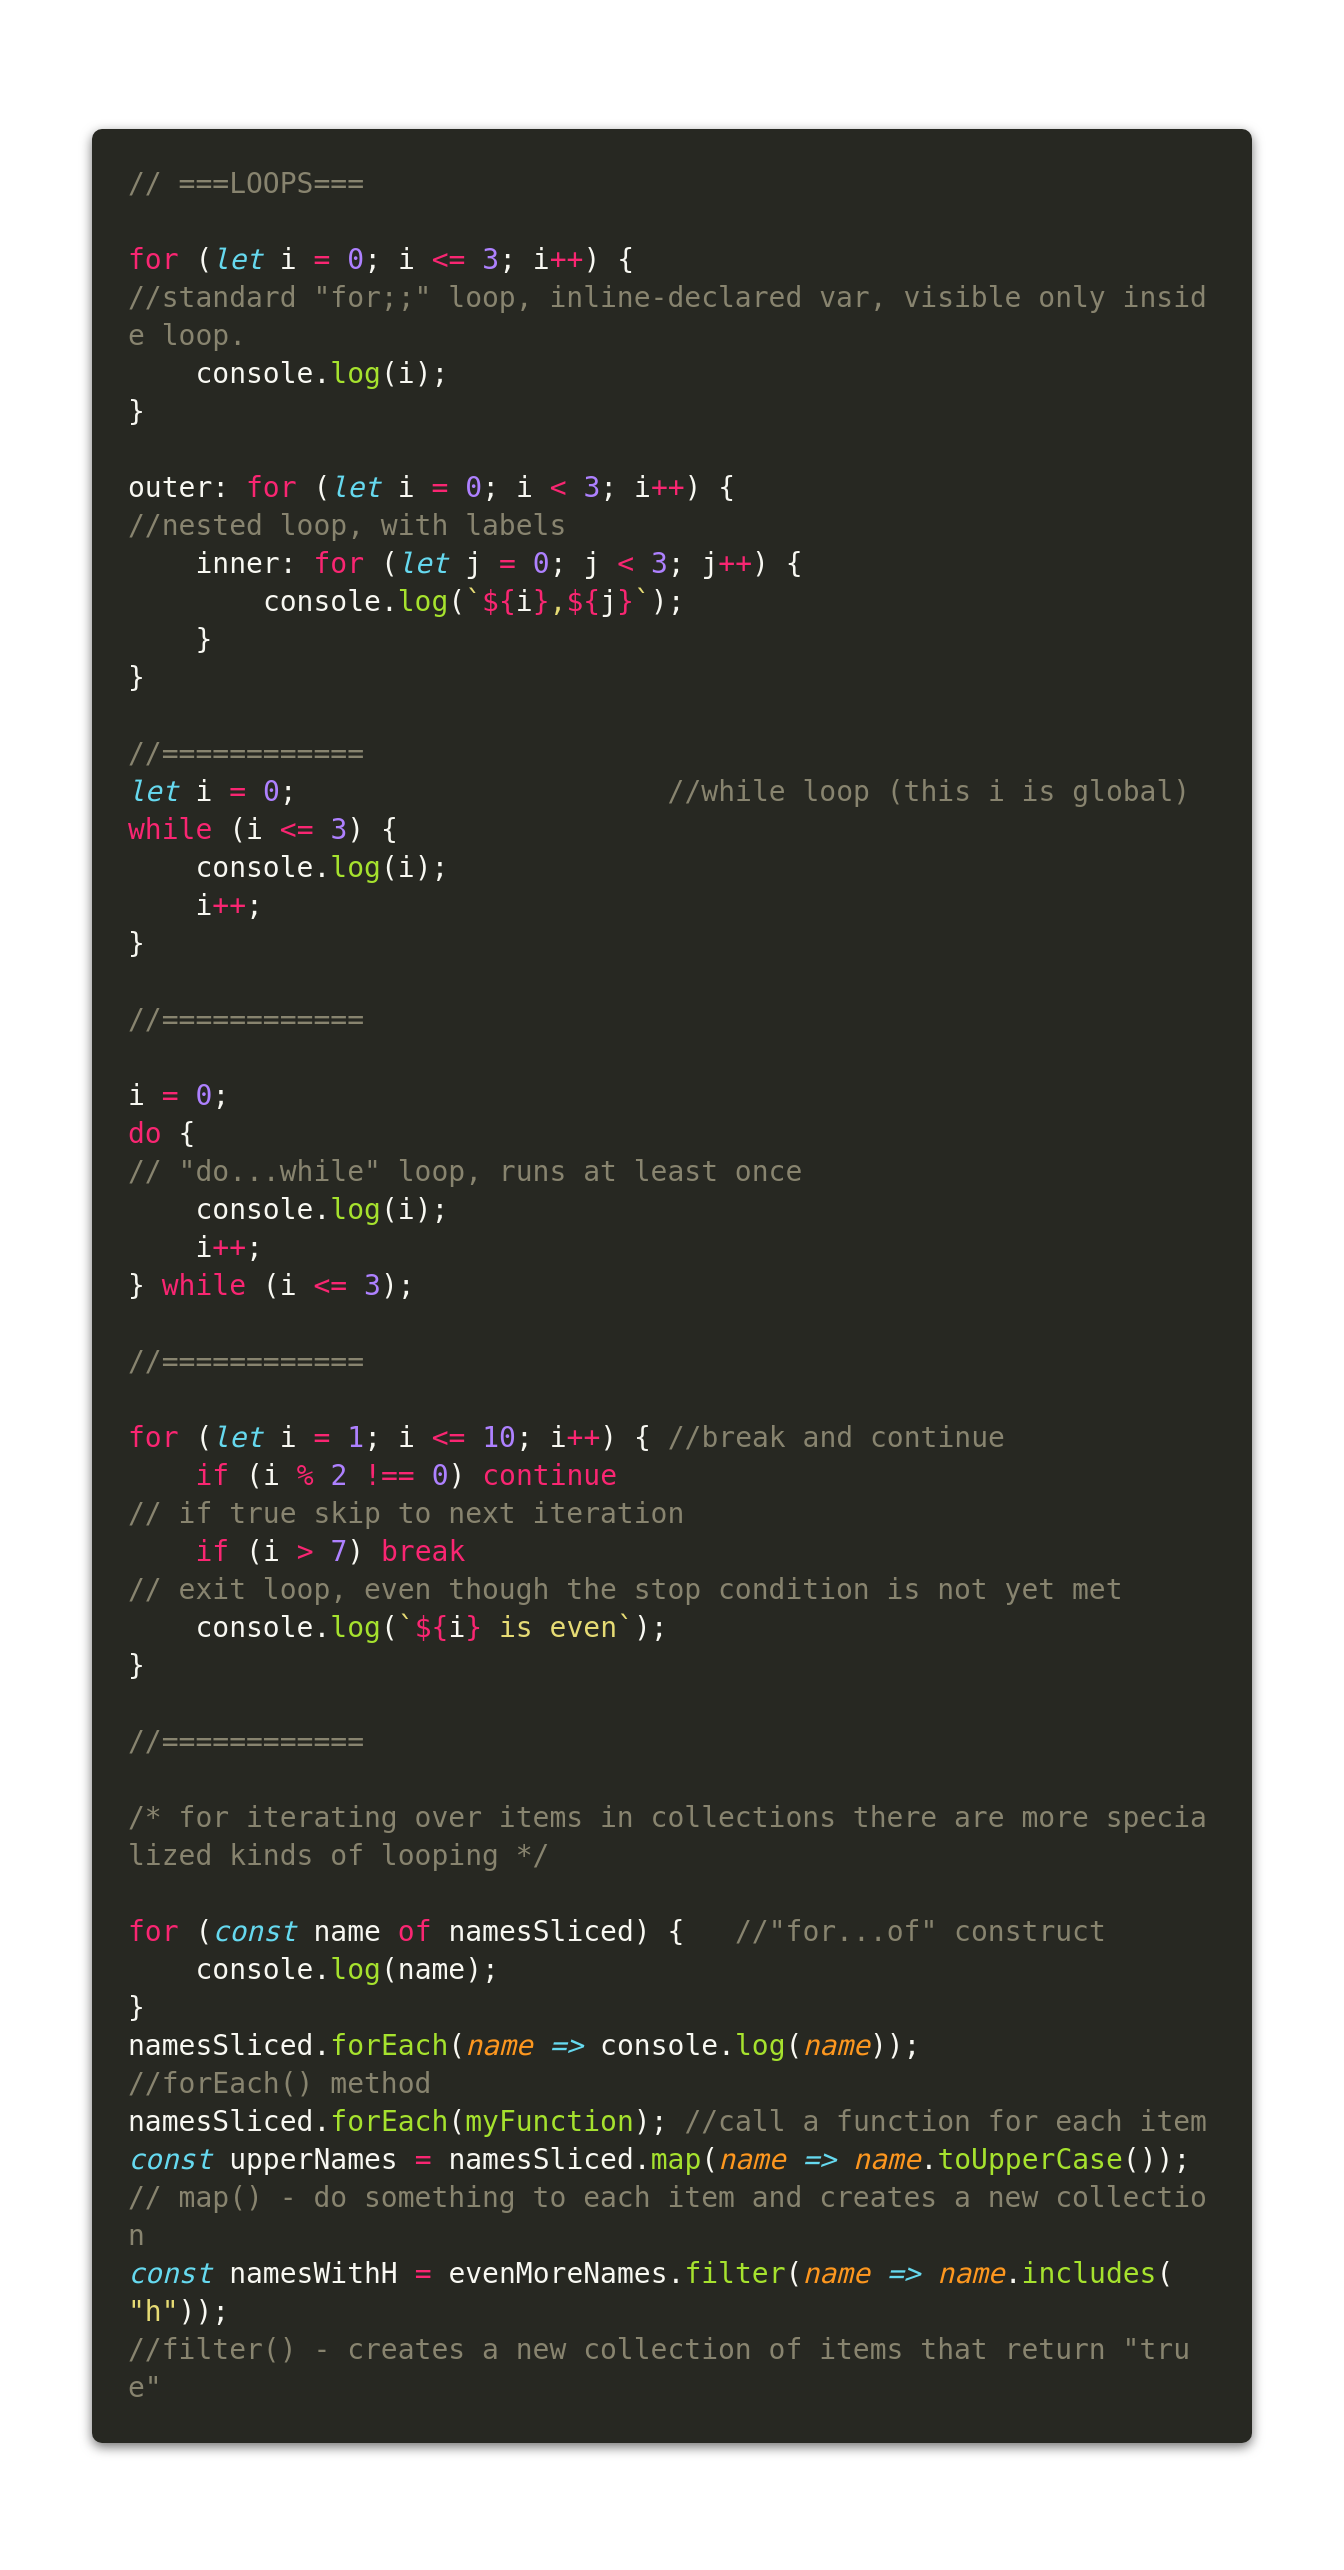 // ===LOOPS===

for (let i = 0; i <= 3; i++) {
//standard "for;;" loop, inline-declared var, visible only insid
e loop.
    console.log(i);
}

outer: for (let i = 0; i < 3; i++) {
//nested loop, with labels
    inner: for (let j = 0; j < 3; j++) {
        console.log(`${i},${j}`);
    }
}

//============
let i = 0;                      //while loop (this i is global)
while (i <= 3) {
    console.log(i);
    i++;
}

//============

i = 0;
do {
// "do...while" loop, runs at least once
    console.log(i);
    i++;
} while (i <= 3);

//============

for (let i = 1; i <= 10; i++) { //break and continue
    if (i % 2 !== 0) continue
// if true skip to next iteration
    if (i > 7) break
// exit loop, even though the stop condition is not yet met
    console.log(`${i} is even`);
}

//============

/* for iterating over items in collections there are more specia
lized kinds of looping */

for (const name of namesSliced) {   //"for...of" construct
    console.log(name);
}
namesSliced.forEach(name => console.log(name));
//forEach() method
namesSliced.forEach(myFunction); //call a function for each item
const upperNames = namesSliced.map(name => name.toUpperCase());
// map() - do something to each item and creates a new collectio
n
const namesWithH = evenMoreNames.filter(name => name.includes(
"h"));
//filter() - creates a new collection of items that return "tru
e"